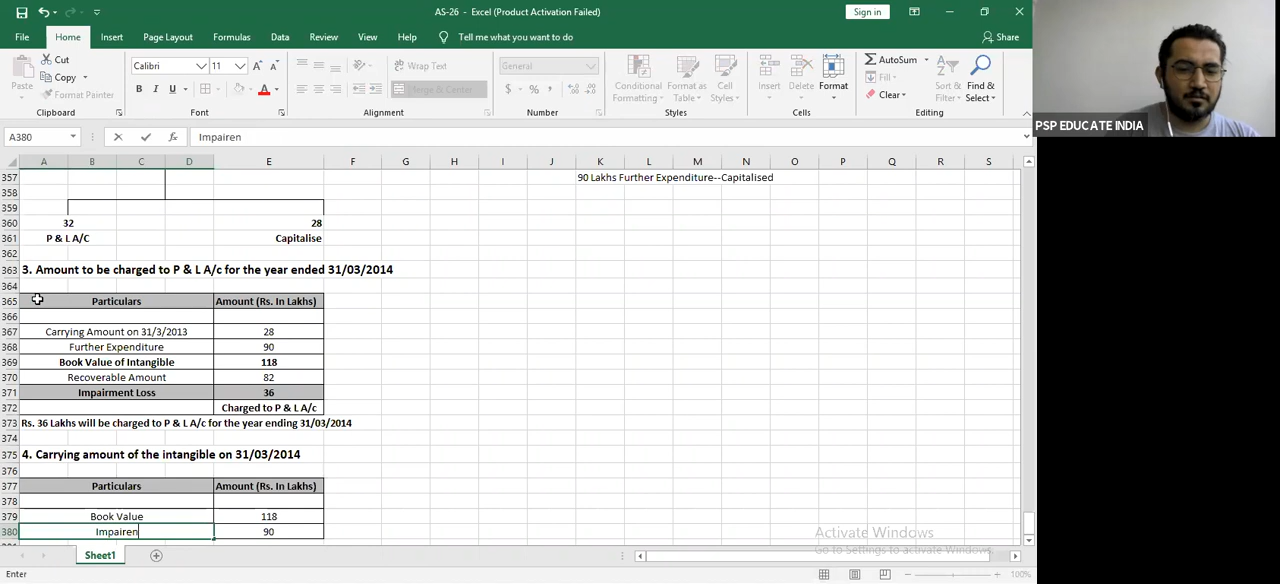 AS-26 - Excel (Product Activation Failed)
Sign in
File Home Insert Page Layout Formulas Data Review View Help Tell me what you want to do Share
Paste Cut Copy Format Painter Clipboard
Calibri 11 B I U Font
Wrap Text Merge & Center Alignment
General $ % , Number
Conditional Formatting Format as Table Cell Styles Styles
Insert Delete Format Cells
AutoSum Fill Clear Sort & Filter Find & Select Editing
PSP EDUCATE INDIA
A380 fx Impairen
A B C D E F G H I J K L M N O P Q R S
357 90 Lakhs Further Expenditure--Capitalised
358
359
360 32 28
361 P & L A/C Capitalise
362
363 3. Amount to be charged to P & L A/c for the year ended 31/03/2014
364
365 Particulars Amount (Rs. In Lakhs)
366
367 Carrying Amount on 31/3/2013 28
368 Further Expenditure 90
369 Book Value of Intangible 118
370 Recoverable Amount 82
371 Impairment Loss 36
372 Charged to P & L A/c
373 Rs. 36 Lakhs will be charged to P & L A/c for the year ending 31/03/2014
374
375 4. Carrying amount of the intangible on 31/03/2014
376
377 Particulars Amount (Rs. In Lakhs)
378
379 Book Value 118
380 Impairen 90
Activate Windows
Go to Settings to activate Windows.
Sheet1
Enter 100%